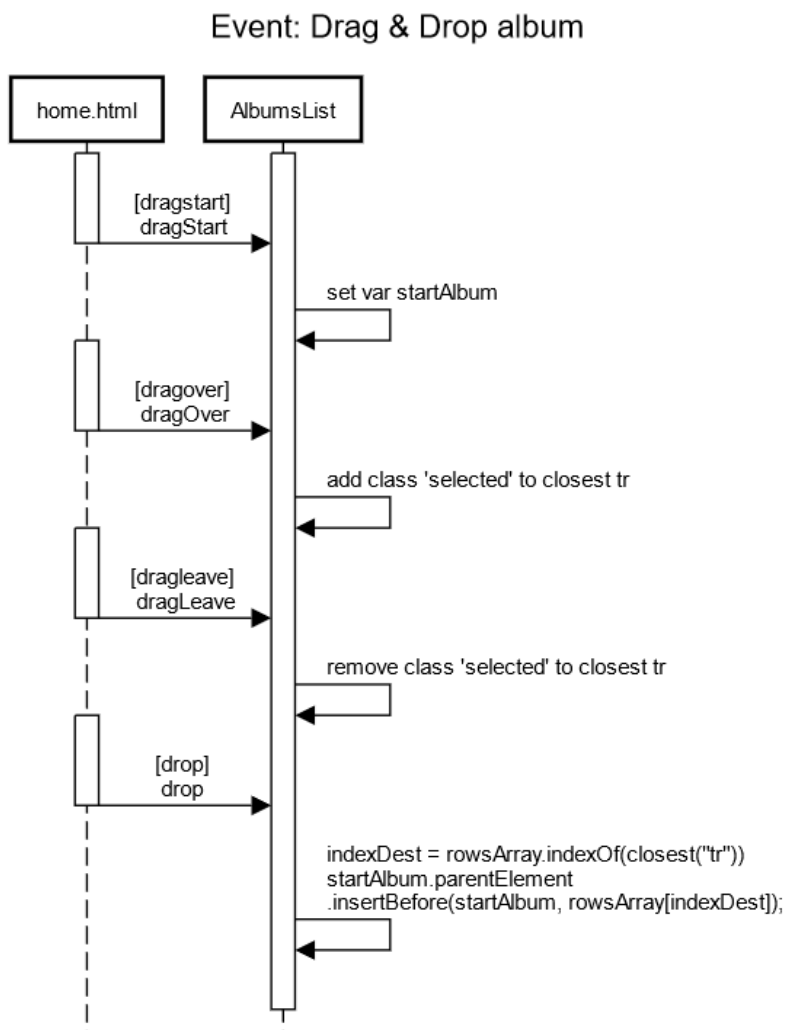 Event: Drag & Drop album
home.html
AlbumsList
[dragstart]
dragStart
set var startAlbum
[dragover]
dragOver
add class 'selected' to closest tr
[dragleave]
dragLeave
remove class 'selected' to closest tr
[drop]
drop
indexDest = rowsArray.indexOf(closest("tr"))
startAlbum.parentElement
.insertBefore(startAlbum, rowsArray[indexDest]);